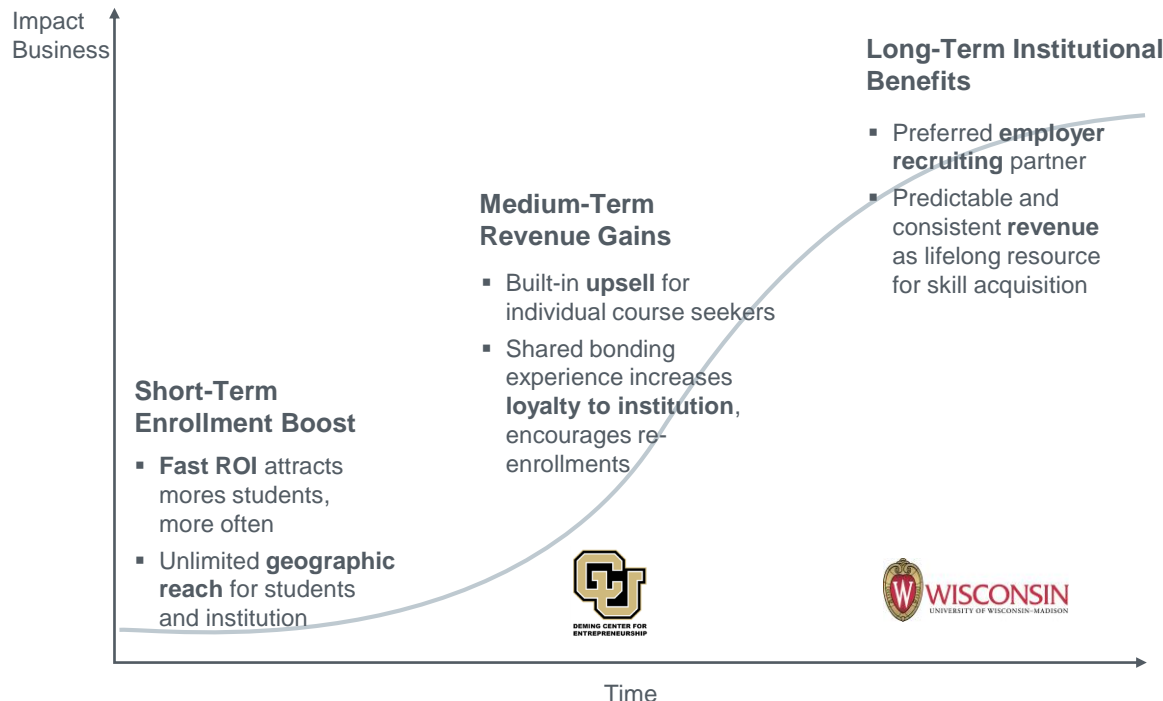 Impact
Business
Long-Term Institutional
Benefits
▪ Preferred employer
recruiting partner
▪ Predictable and
consistent revenue
as lifelong resource
for skill acquisition
Medium-Term
Revenue Gains
▪ Built-in upsell for
individual course seekers
▪ Shared bonding
experience increases
loyalty to institution,
encourages re-
enrollments
Short-Term
Enrollment Boost
▪ Fast ROI attracts
mores students,
more often
▪ Unlimited geographic
reach for students
and institution
CU
DEMING CENTER FOR
ENTREPRENEURSHIP
W WISCONSIN
UNIVERSITY OF WISCONSIN–MADISON
Time